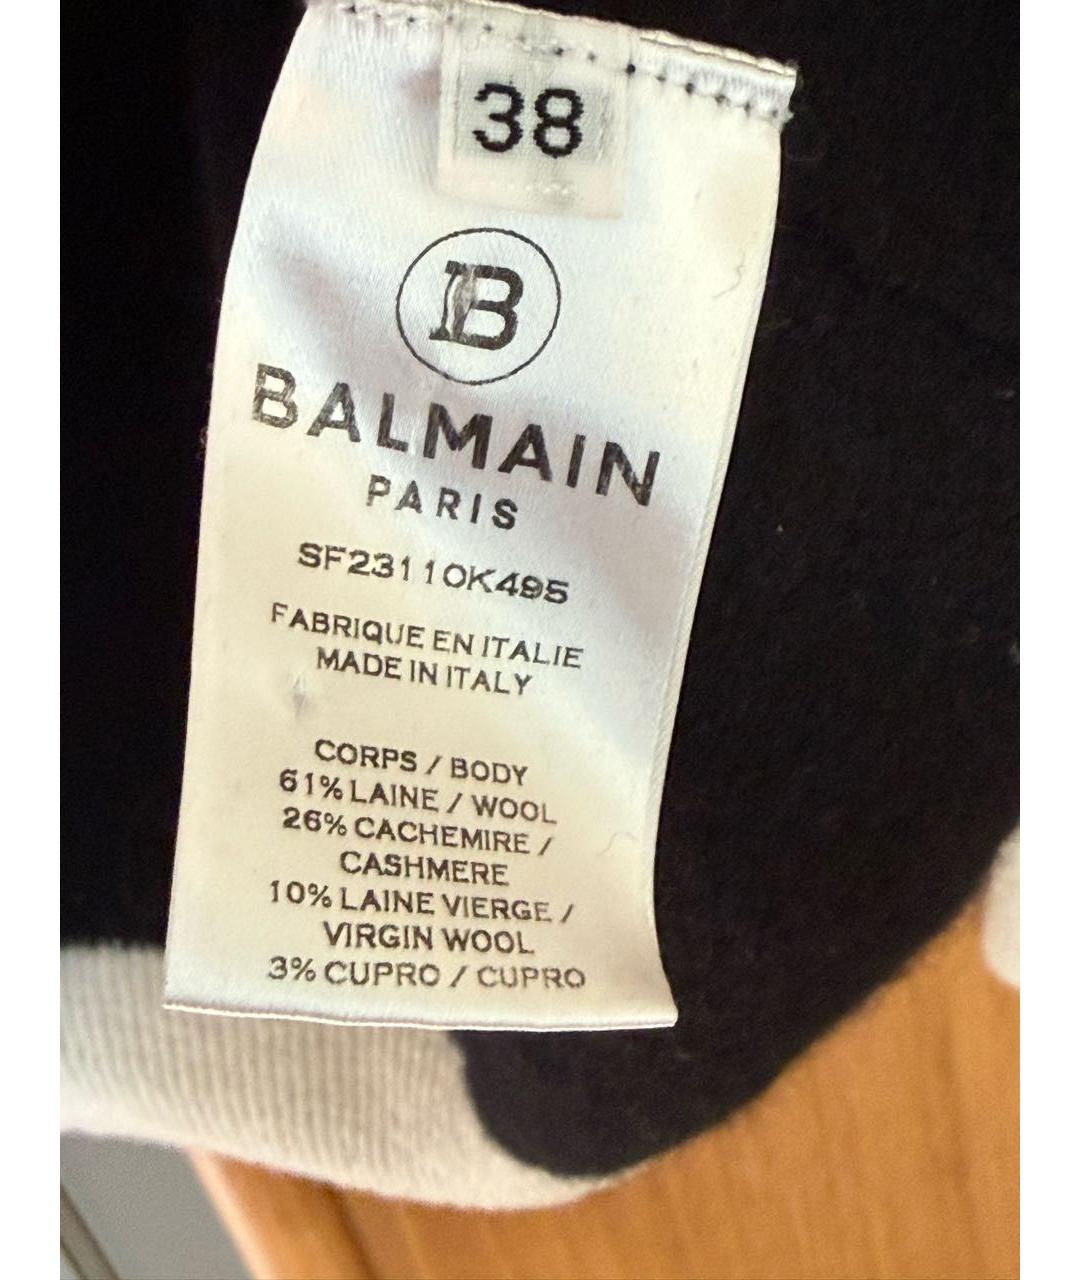 38
B
BALMAIN
PARIS
SF23110K495
FABRIQUE EN ITALIE
MADE IN ITALY
CORPS / BODY
61% LAINE / WOOL
26% CACHEMIRE /
CASHMERE
10% LAINE VIERGE /
VIRGIN WOOL
3% CUPRO / CUPRO